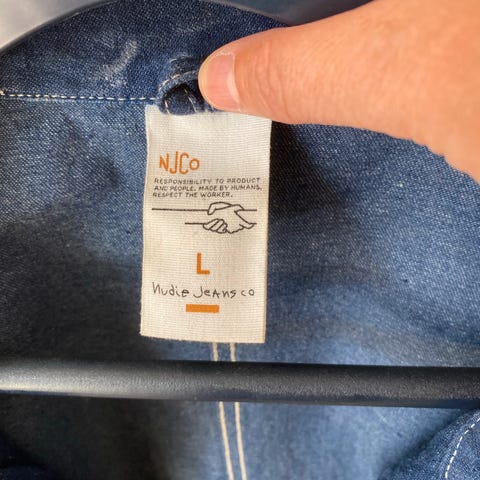 NJCo
RESPONSIBILITY TO PRODUCT
AND PEOPLE. MADE BY HUMANS.
RESPECT THE WORKER.
L
Nudie Jeans co